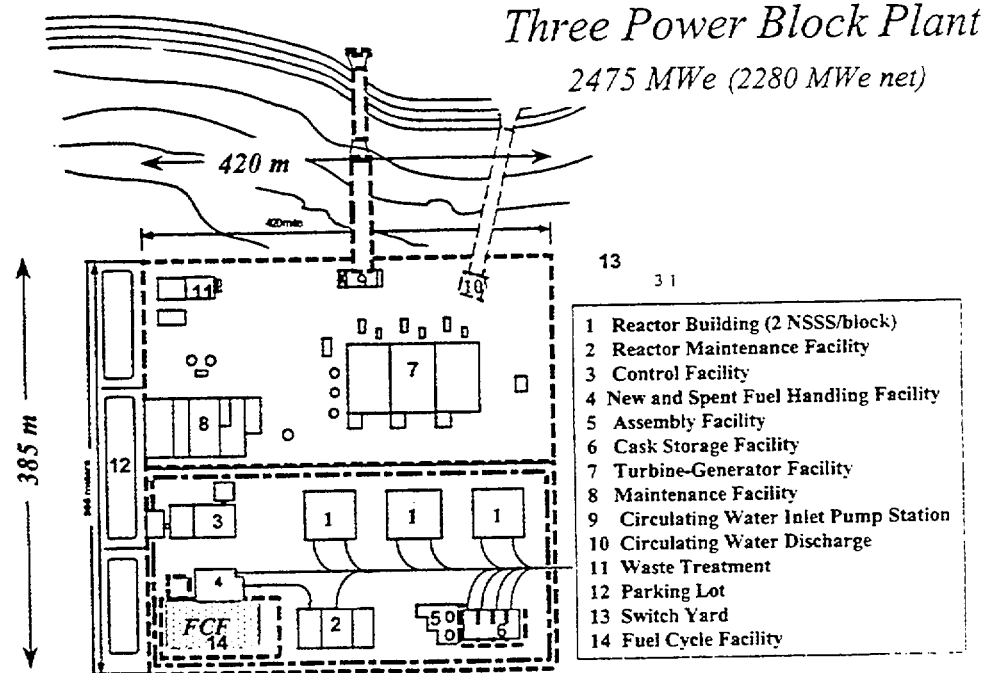 Three Power Block Plant
2475 MWe (2280 MWe net)
420 m
9
10
13
31
11
7
385 m
8
12
3
1
1
1
4
FCF
14
2
5
6
1 Reactor Building (2 NSSS/block)
2 Reactor Maintenance Facility
3 Control Facility
4 New and Spent Fuel Handling Facility
5 Assembly Facility
6 Cask Storage Facility
7 Turbine-Generator Facility
8 Maintenance Facility
9 Circulating Water Inlet Pump Station
10 Circulating Water Discharge
11 Waste Treatment
12 Parking Lot
13 Switch Yard
14 Fuel Cycle Facility